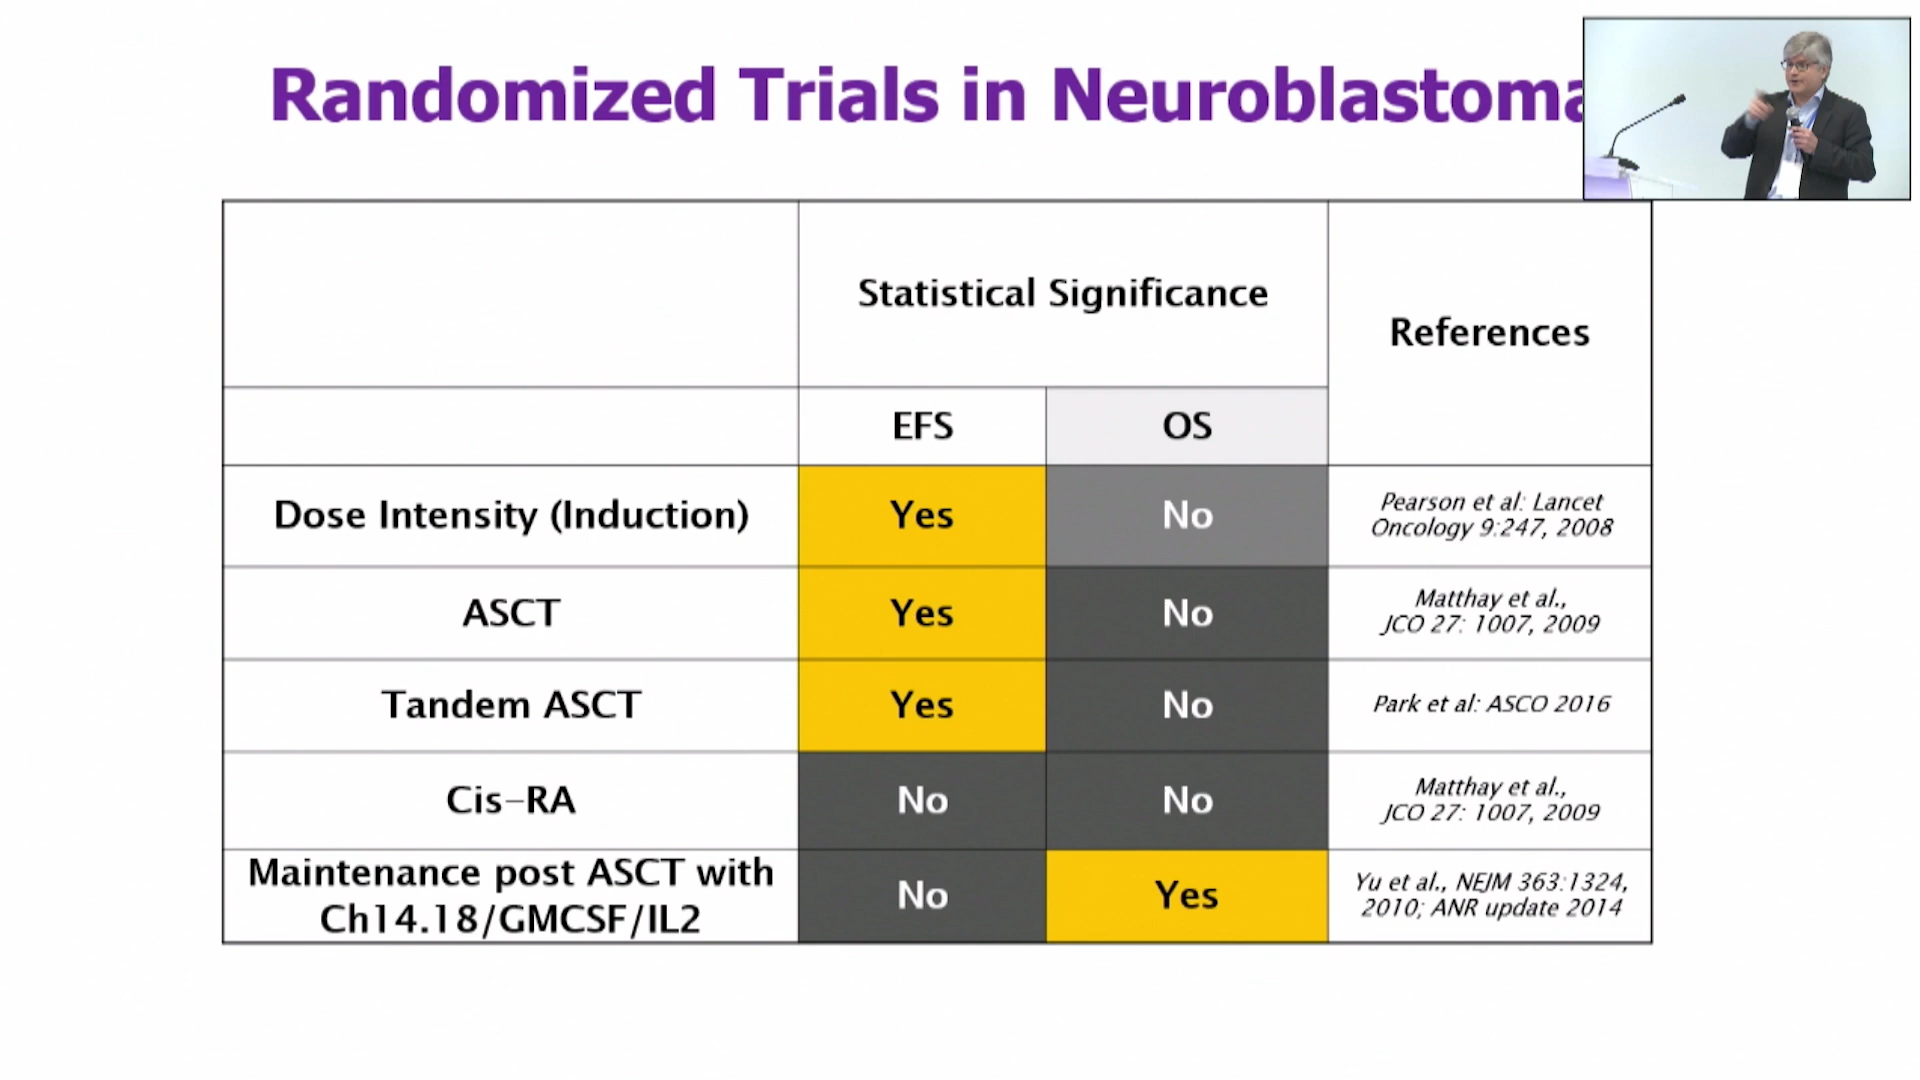 Randomized Trials in Neuroblastoma
Statistical Significance
References
EFS
OS
Dose Intensity (Induction)
Yes
No
Pearson et al: Lancet
Oncology 9:247, 2008
ASCT
Yes
No
Matthay et al.,
JCO 27: 1007, 2009
Tandem ASCT
Yes
No
Park et al: ASCO 2016
Cis-RA
No
No
Matthay et al.,
JCO 27: 1007, 2009
Maintenance post ASCT with
Ch14.18/GMCSF/IL2
No
Yes
Yu et al., NEJM 363:1324,
2010; ANR update 2014